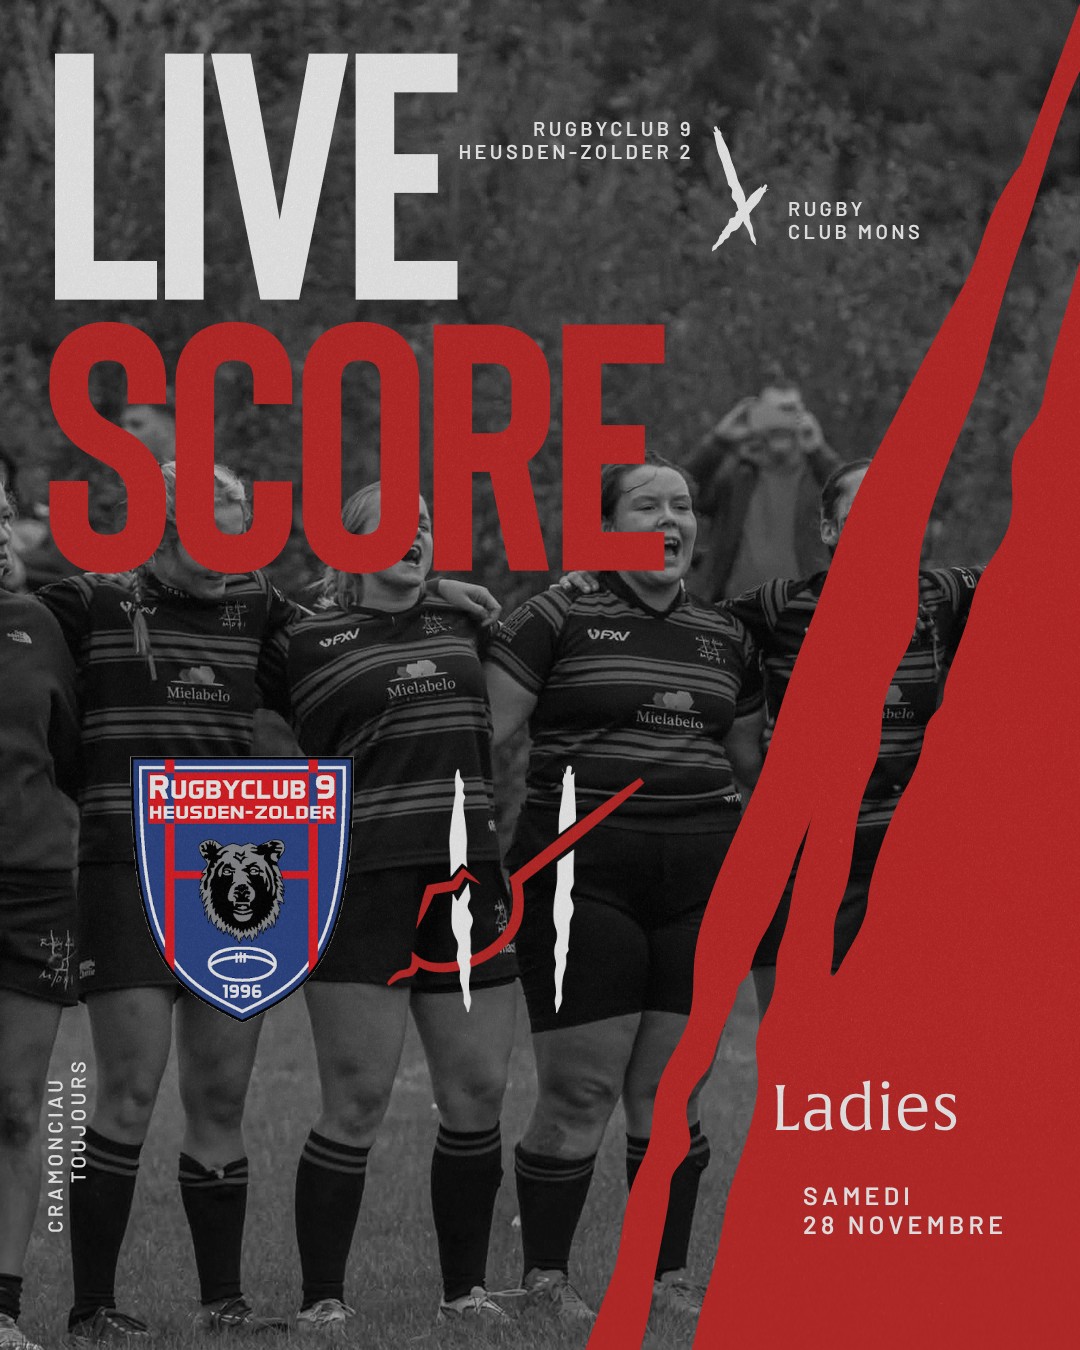 LIVE
SCORE
RUGBYCLUB 9
HEUSDEN-ZOLDER 2
RUGBY
CLUB MONS
FXV
FXV
Mielabelo
Mielabelo
Mielabelo
RUGBYCLUB 9
HEUSDEN-ZOLDER
1996
CRAMONCIAU
TOUJOURS
Ladies
SAMEDI
28 NOVEMBRE